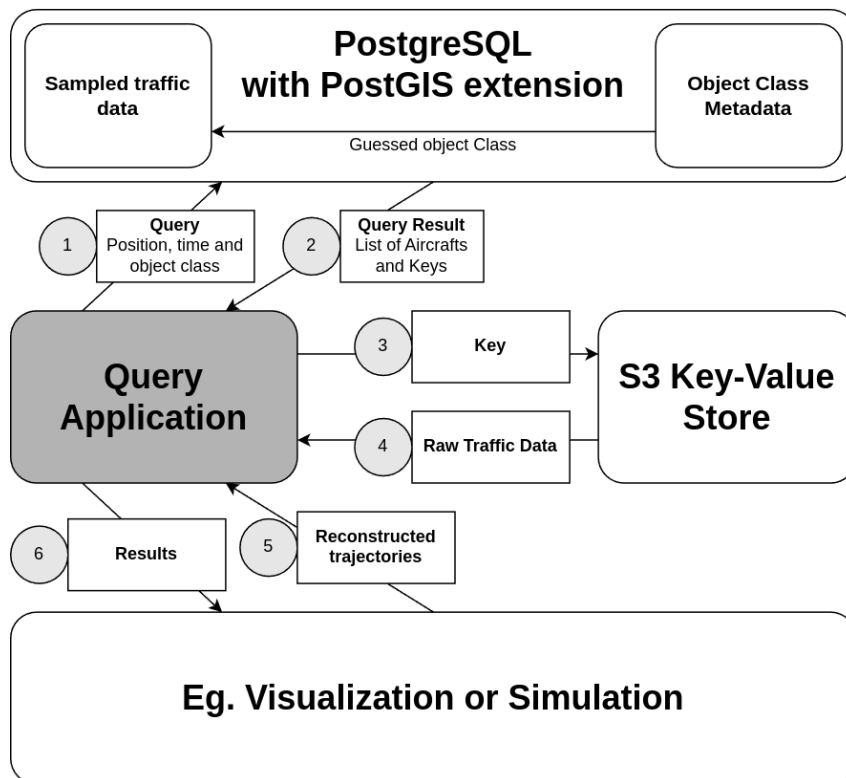 PostgreSQL
with PostGIS extension
Sampled traffic
data
Object Class
Metadata
Guessed object Class
1
Query
Position, time and
object class
2
Query Result
List of Aircrafts
and Keys
Query
Application
3
Key
4
Raw Traffic Data
S3 Key-Value
Store
6
Results
5
Reconstructed
trajectories
Eg. Visualization or Simulation